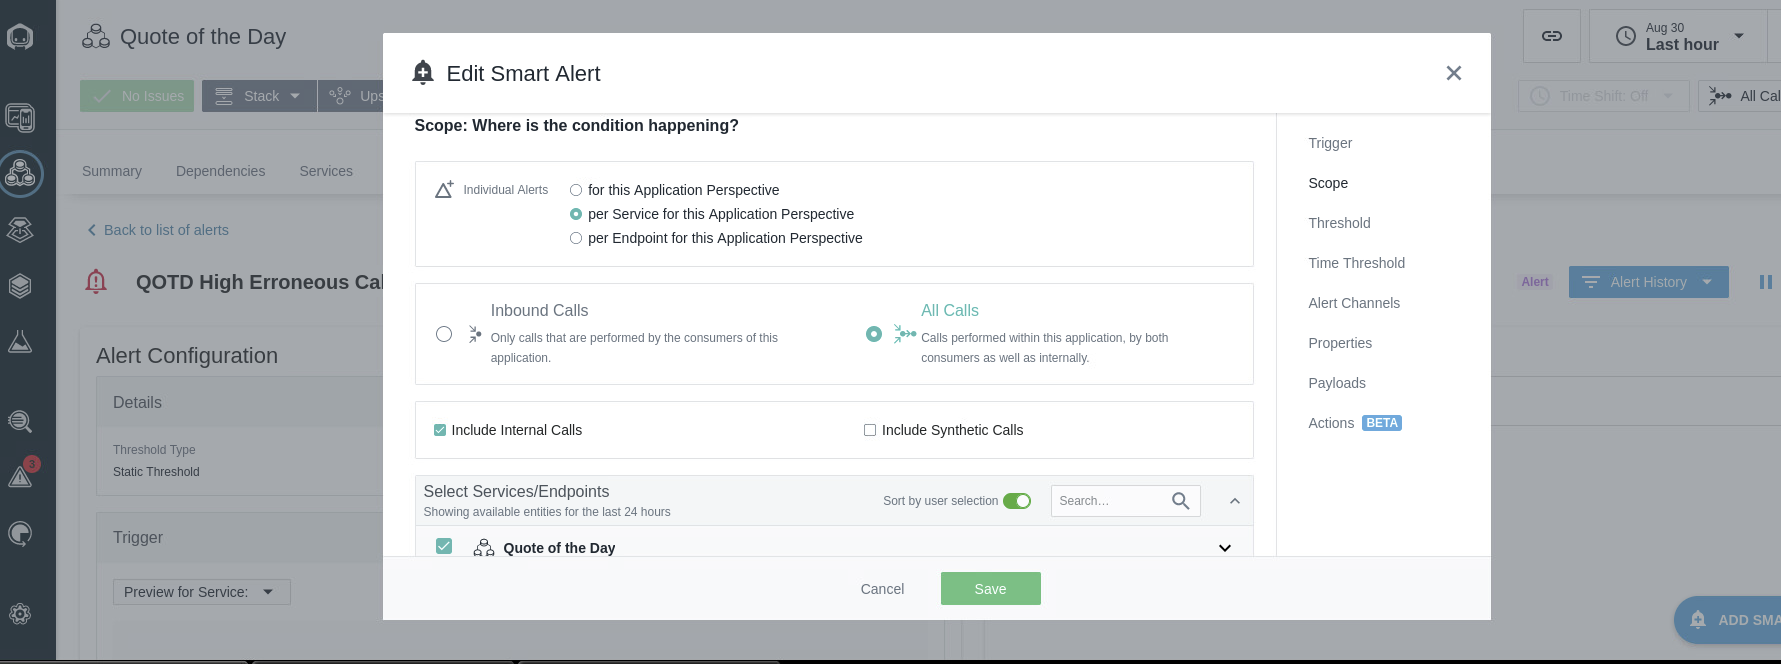 Quote of the Day
Aug 30
Last hour
No Issues
Stack
Ups
Time Shift: Off
All Cal
Summary
Dependencies
Services
Back to list of alerts
QOTD High Erroneous Cal
Alert
Alert History
Alert Configuration
Details
Threshold Type
Static Threshold
3
Trigger
Preview for Service:
ADD SMA
Edit Smart Alert
Scope: Where is the condition happening?
Individual Alerts
for this Application Perspective
per Service for this Application Perspective
per Endpoint for this Application Perspective
Inbound Calls
Only calls that are performed by the consumers of this
application.
All Calls
Calls performed within this application, by both
consumers as well as internally.
Include Internal Calls
Include Synthetic Calls
Select Services/Endpoints
Showing available entities for the last 24 hours
Sort by user selection
Search...
Quote of the Day
Trigger
Scope
Threshold
Time Threshold
Alert Channels
Properties
Payloads
Actions BETA
Cancel
Save